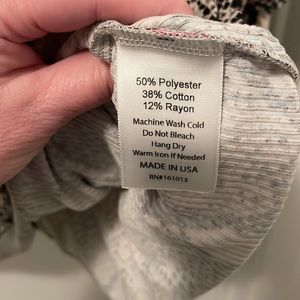 50% Polyester
38% Cotton
12% Rayon
Machine Wash Cold
Do Not Bleach
Hang Dry
Warm Iron If Needed
MADE IN USA
RN#161013